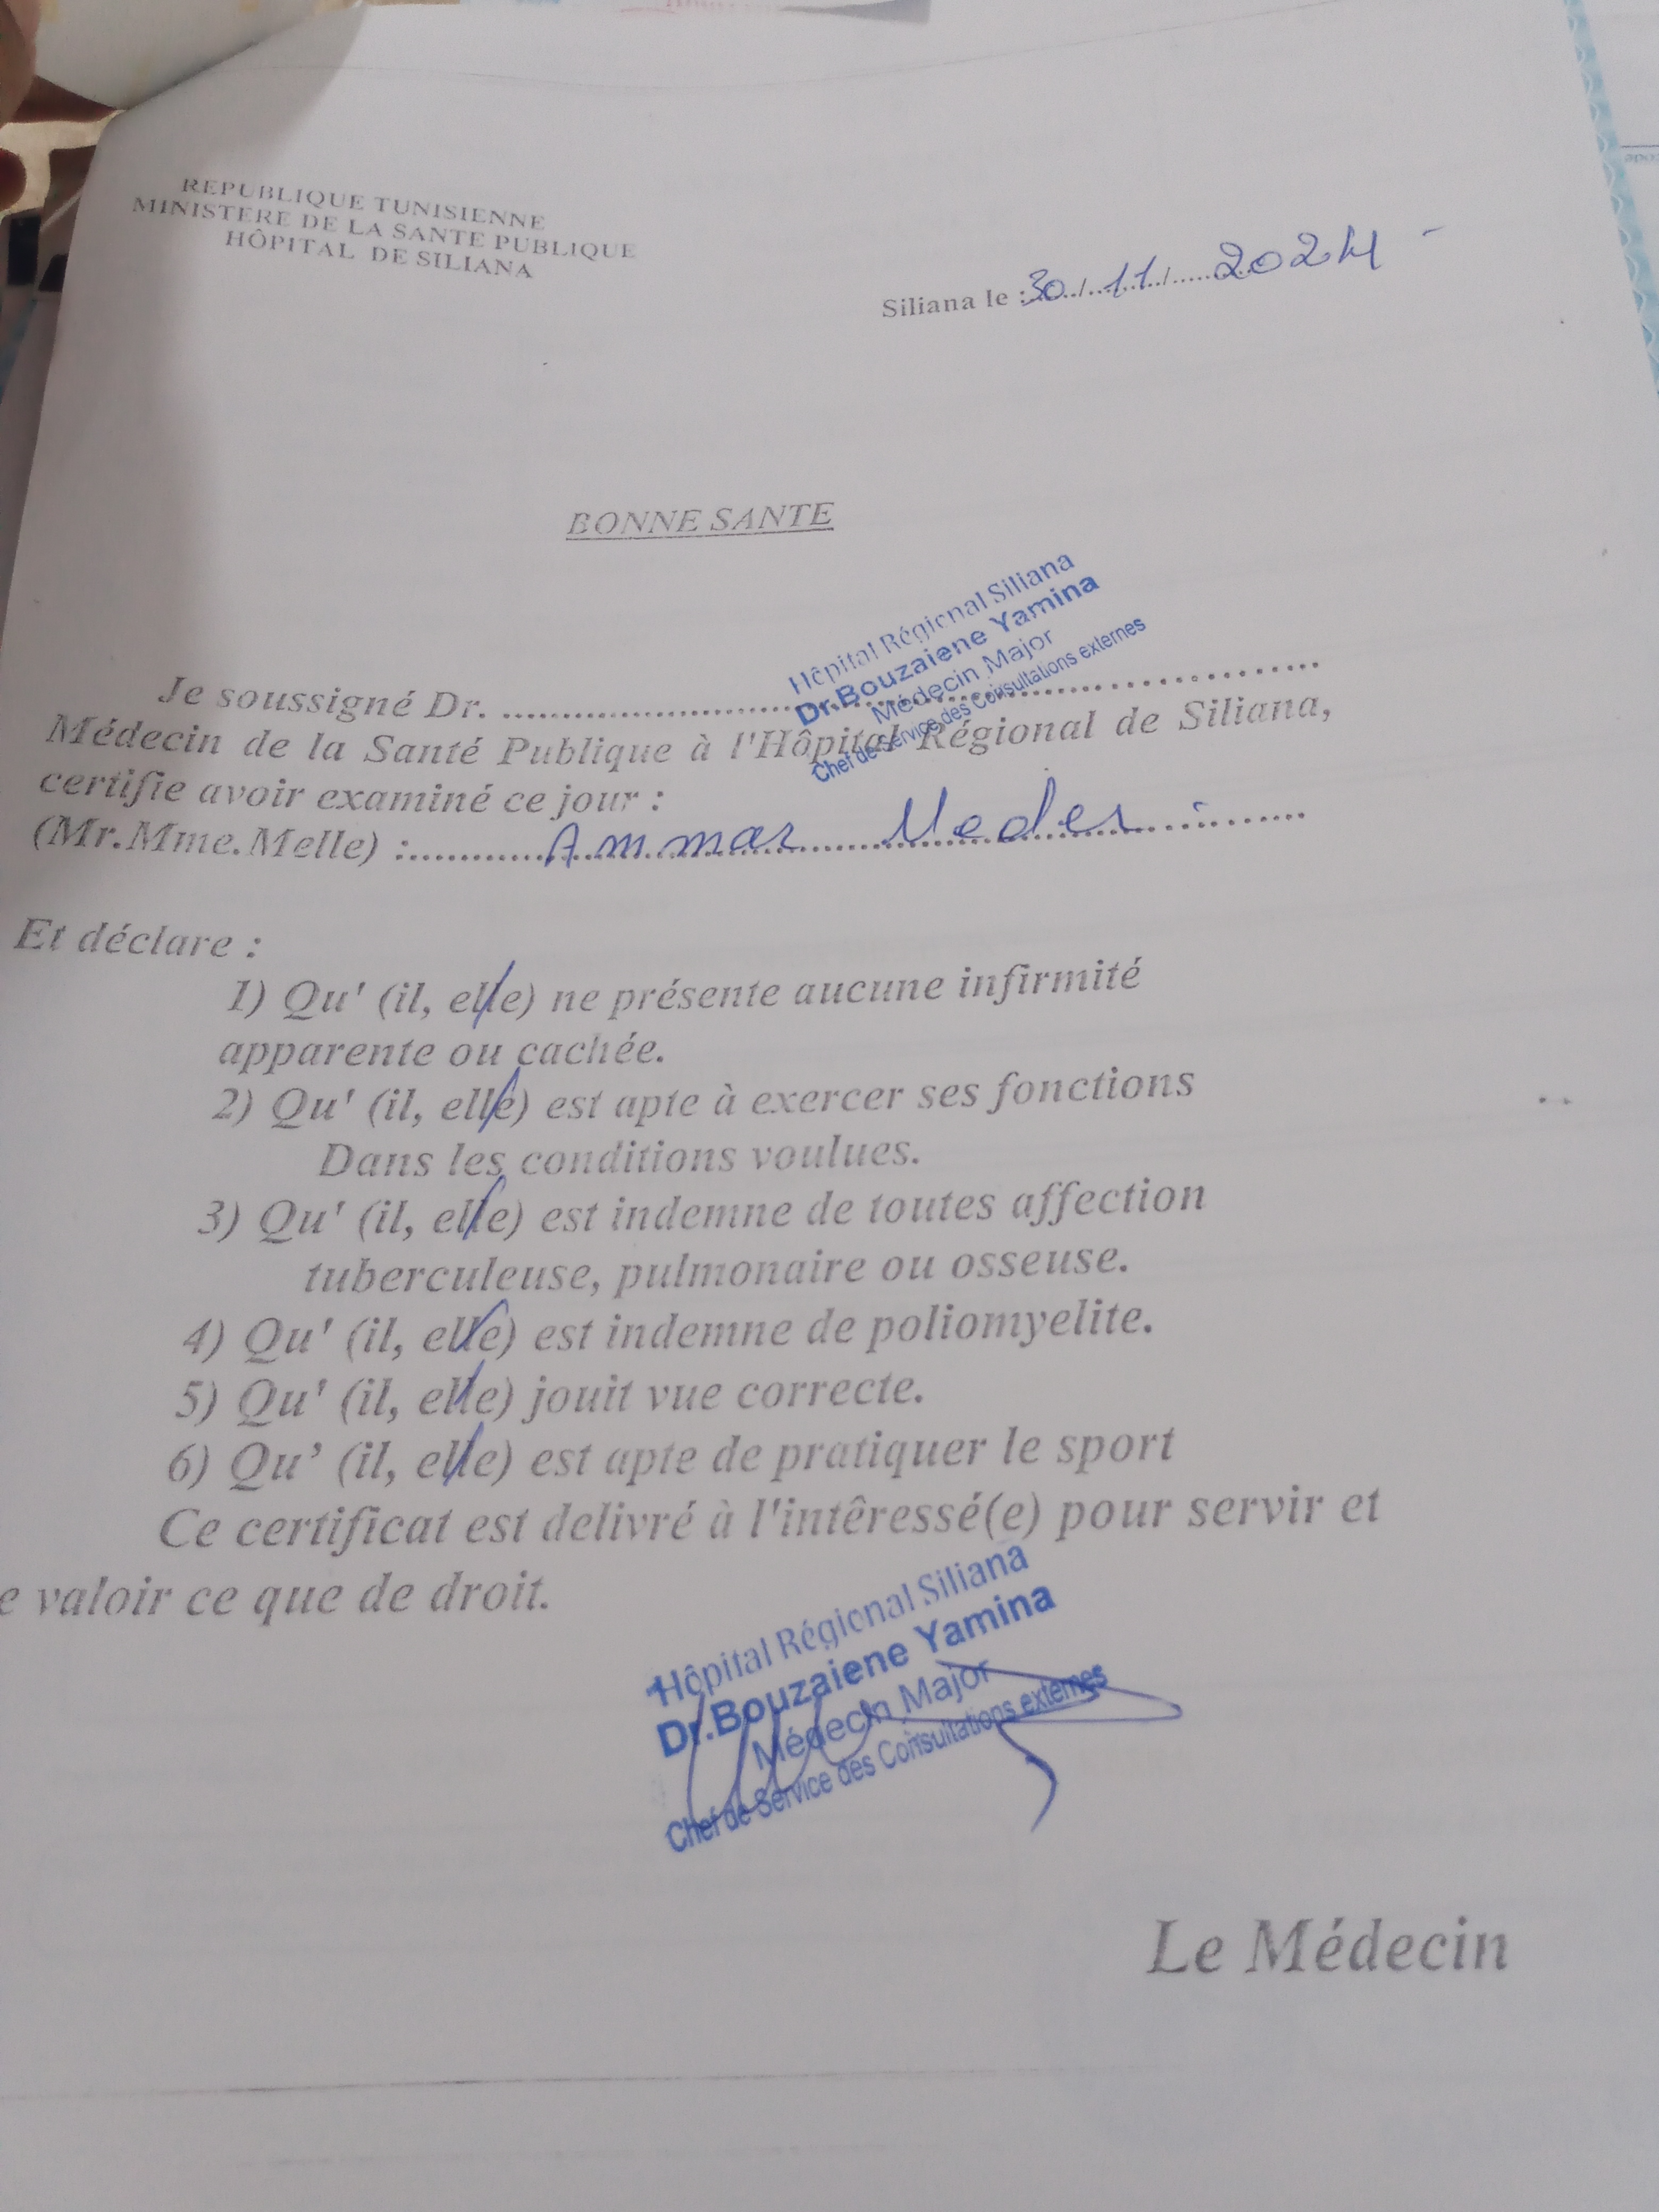 REPUBLIQUE TUNISIENNE
MINISTERE DE LA SANTE PUBLIQUE
HÔPITAL DE SILIANA
Siliana le : 30 / 11 / 2024
BONNE SANTE
Hôpital Régional Siliana
Dr.Bouzaiene Yamina
Médecin Major
Chef de Service des Consultations externes
Je soussigné Dr. ..............................
Médecin de la Santé Publique à l'Hôpital Régional de Siliana,
certifie avoir examiné ce jour :
(Mr.Mme.Melle) : Ammar
Et déclare :
1) Qu' (il, elle) ne présente aucune infirmité
apparente ou cachée.
2) Qu' (il, elle) est apte à exercer ses fonctions
Dans les conditions voulues.
3) Qu' (il, elle) est indemne de toutes affection
tuberculeuse, pulmonaire ou osseuse.
4) Qu' (il, elle) est indemne de poliomyelite.
5) Qu' (il, elle) jouit vue correcte.
6) Qu’ (il, elle) est apte de pratiquer le sport
Ce certificat est delivré à l'intêressé(e) pour servir et
e valoir ce que de droit.
Hôpital Régional Siliana
Dr.Bouzaiene Yamina
Médecin Major
Chef de Service des Consultations externes
Le Médecin